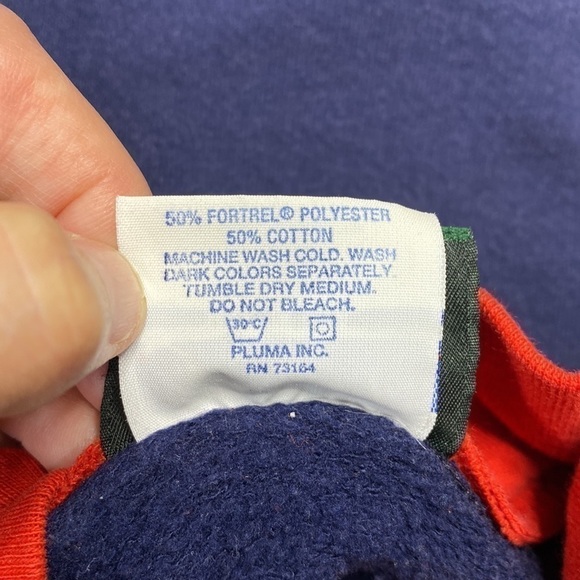 50% FORTREL® POLYESTER
50% COTTON
MACHINE WASH COLD. WASH
DARK COLORS SEPARATELY.
TUMBLE DRY MEDIUM.
DO NOT BLEACH.
30°C
PLUMA INC.
RN 73164